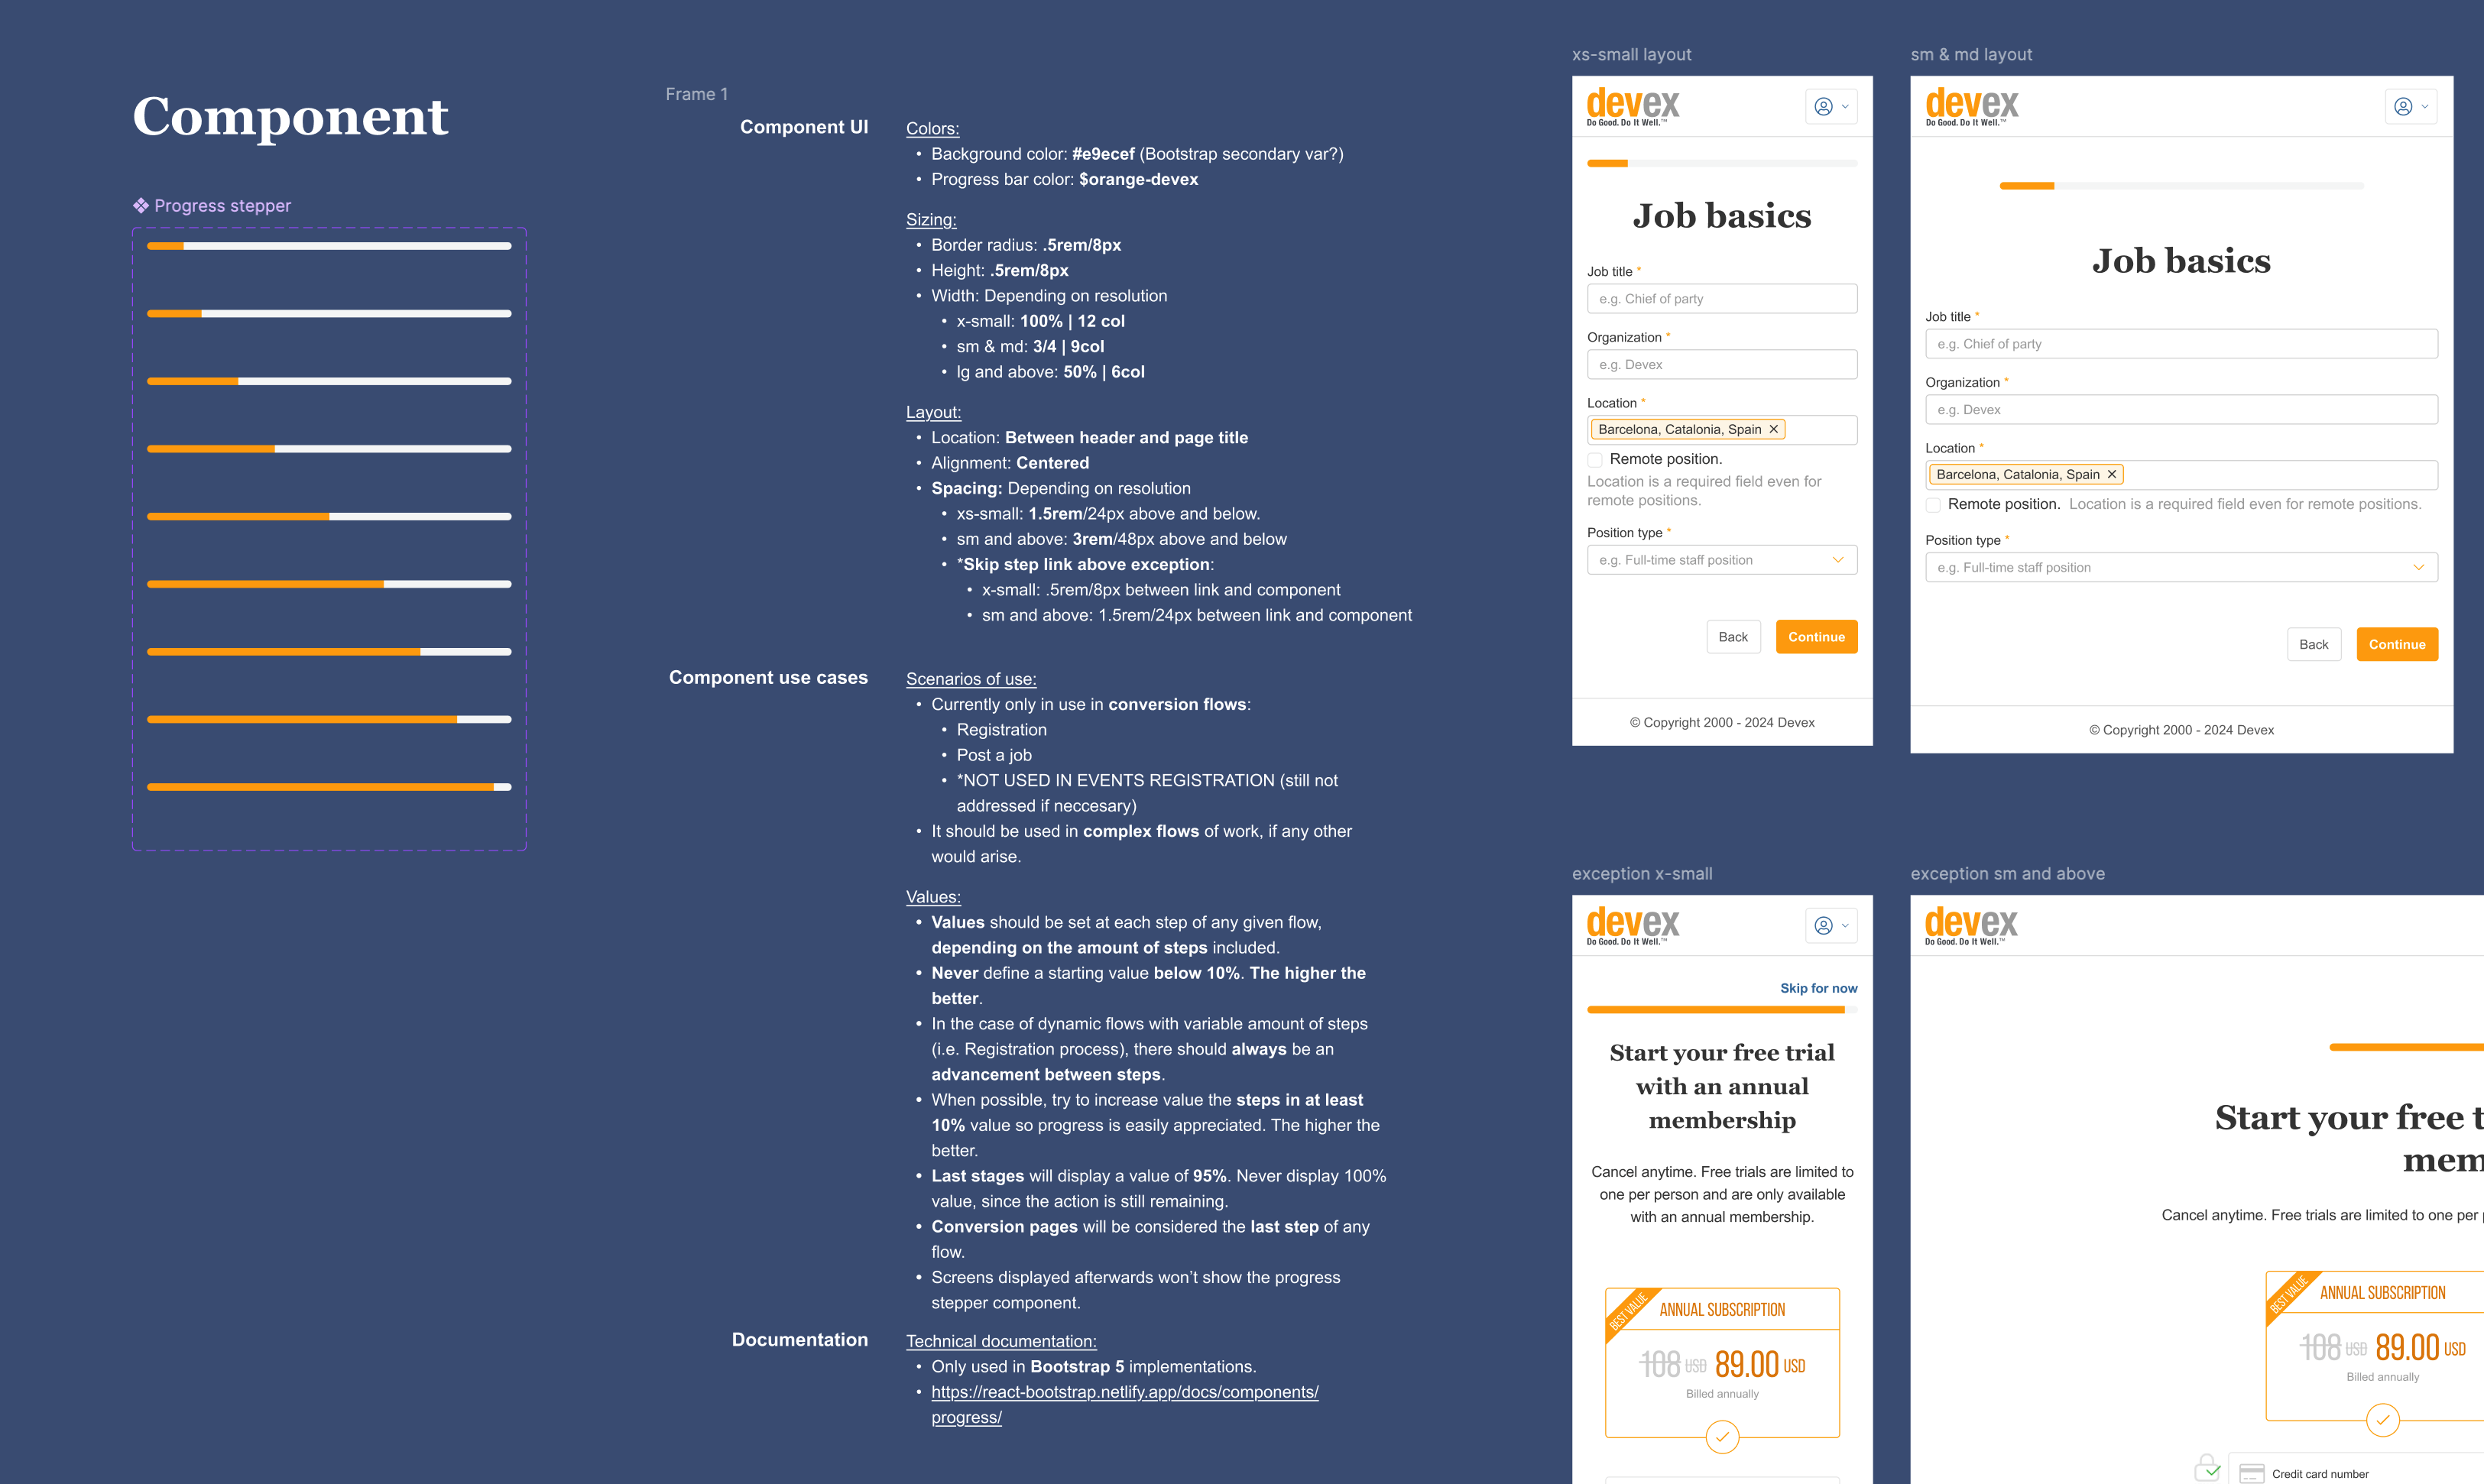 Component
Progress stepper
Frame 1
Component UI
Colors:
• Background color: #e9ecef (Bootstrap secondary var?)
• Progress bar color: $orange-devex
Sizing:
• Border radius: .5rem/8px
• Height: .5rem/8px
• Width: Depending on resolution
• x-small: 100% | 12 col
• sm & md: 3/4 | 9col
• lg and above: 50% | 6col
Layout:
• Location: Between header and page title
• Alignment: Centered
• Spacing: Depending on resolution
• xs-small: 1.5rem/24px above and below.
• sm and above: 3rem/48px above and below
• *Skip step link above exception:
• x-small: .5rem/8px between link and component
• sm and above: 1.5rem/24px between link and component
Component use cases
Scenarios of use:
• Currently only in use in conversion flows:
• Registration
• Post a job
• *NOT USED IN EVENTS REGISTRATION (still not
addressed if neccesary)
• It should be used in complex flows of work, if any other
would arise.
Values:
• Values should be set at each step of any given flow,
depending on the amount of steps included.
• Never define a starting value below 10%. The higher the
better.
• In the case of dynamic flows with variable amount of steps
(i.e. Registration process), there should always be an
advancement between steps.
• When possible, try to increase value the steps in at least
10% value so progress is easily appreciated. The higher the
better.
• Last stages will display a value of 95%. Never display 100%
value, since the action is still remaining.
• Conversion pages will be considered the last step of any
flow.
• Screens displayed afterwards won't show the progress
stepper component.
Documentation
Technical documentation:
• Only used in Bootstrap 5 implementations.
• https://react-bootstrap.netlify.app/docs/components/
progress/
xs-small layout
devex
Do Good. Do It Well.™
Job basics
Job title *
e.g. Chief of party
Organization *
e.g. Devex
Location *
Barcelona, Catalonia, Spain
Remote position.
Location is a required field even for
remote positions.
Position type *
e.g. Full-time staff position
Back
Continue
© Copyright 2000 - 2024 Devex
sm & md layout
devex
Do Good. Do It Well.™
Job basics
Job title *
e.g. Chief of party
Organization *
e.g. Devex
Location *
Barcelona, Catalonia, Spain
Remote position. Location is a required field even for remote positions.
Position type *
e.g. Full-time staff position
Back
Continue
© Copyright 2000 - 2024 Devex
exception x-small
devex
Do Good. Do It Well.™
Skip for now
Start your free trial
with an annual
membership
Cancel anytime. Free trials are limited to
one per person and are only available
with an annual membership.
BEST VALUE
ANNUAL SUBSCRIPTION
108 USD 89.00 USD
Billed annually
exception sm and above
devex
Do Good. Do It Well.™
Start your free t
mem
Cancel anytime. Free trials are limited to one per
BEST VALUE
ANNUAL SUBSCRIPTION
108 USD 89.00 USD
Billed annually
Credit card number